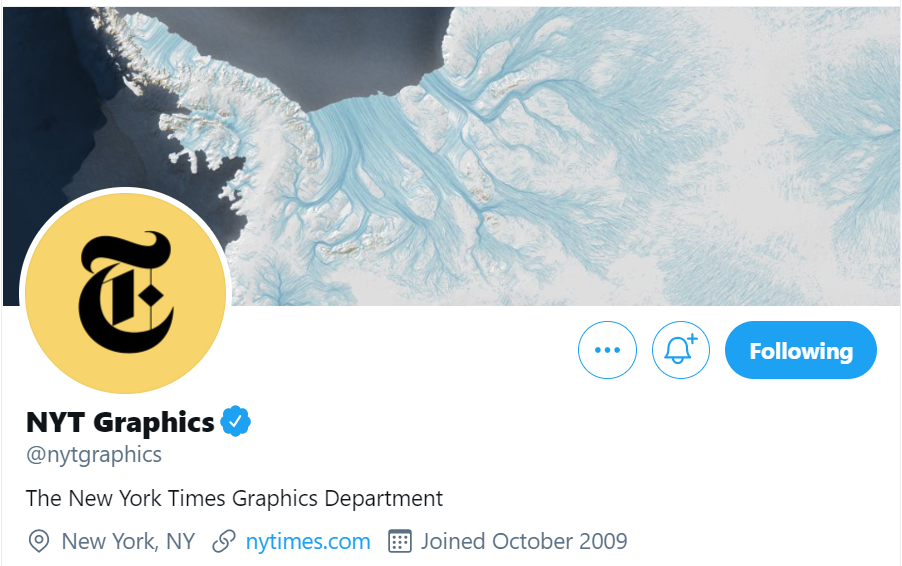 Following
NYT Graphics
@nytgraphics
The New York Times Graphics Department
New York, NY nytimes.com Joined October 2009